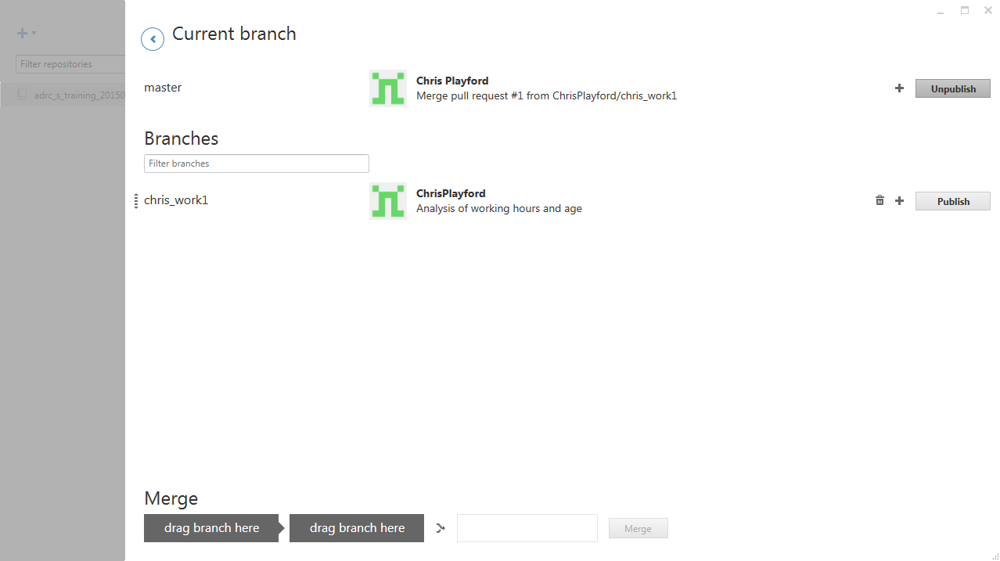 Current branch
Filter repositories
adrc_s_training_20150
master
Chris Playford
Merge pull request #1 from ChrisPlayford/chris_work1
Unpublish
Branches
Filter branches
chris_work1
ChrisPlayford
Analysis of working hours and age
Publish
Merge
drag branch here
drag branch here
Merge